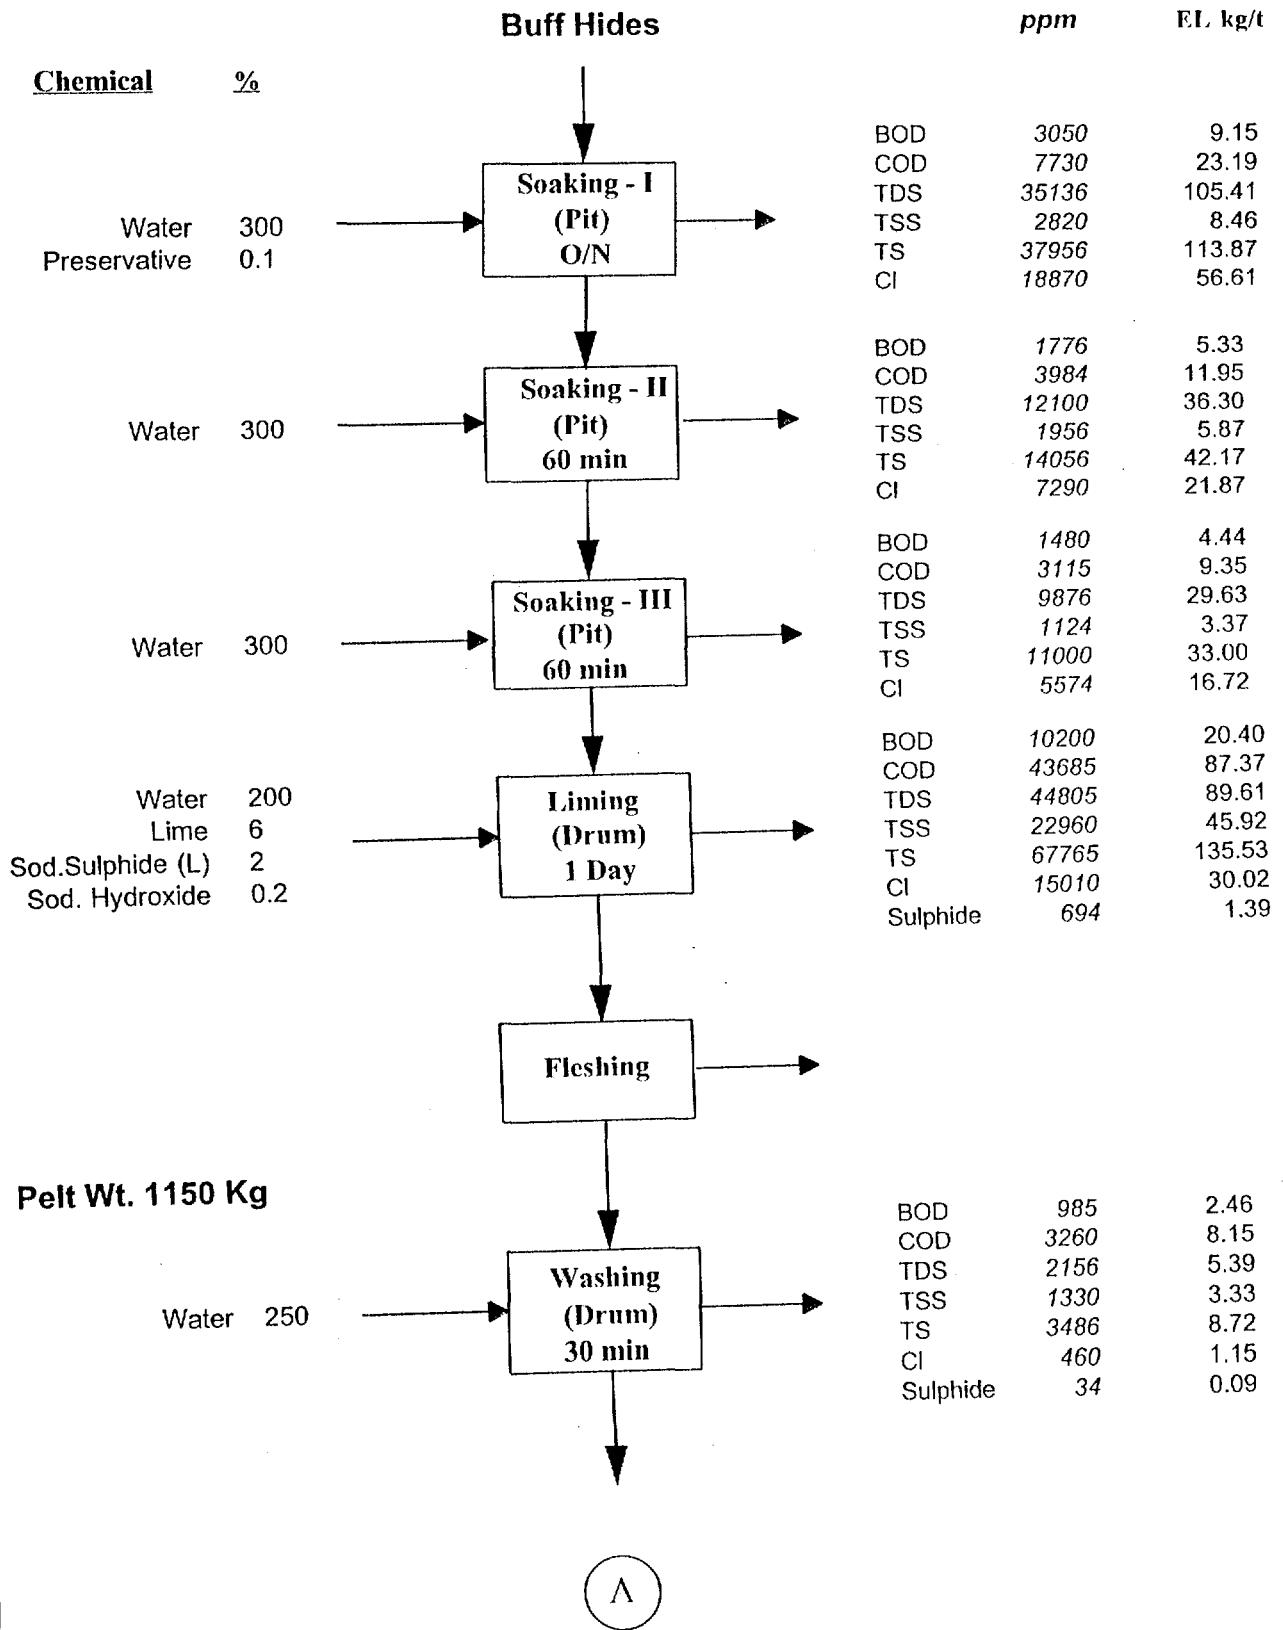 Buff Hides
ppm EL kg/t
Chemical %
BOD 3050 9.15
COD 7730 23.19
TDS 35136 105.41
TSS 2820 8.46
TS 37956 113.87
Cl 18870 56.61
Soaking - I
(Pit)
O/N
Water 300
Preservative 0.1
BOD 1776 5.33
COD 3984 11.95
TDS 12100 36.30
TSS 1956 5.87
TS 14056 42.17
Cl 7290 21.87
Soaking - II
(Pit)
60 min
Water 300
BOD 1480 4.44
COD 3115 9.35
TDS 9876 29.63
TSS 1124 3.37
TS 11000 33.00
Cl 5574 16.72
Soaking - III
(Pit)
60 min
Water 300
BOD 10200 20.40
COD 43685 87.37
TDS 44805 89.61
TSS 22960 45.92
TS 67765 135.53
Cl 15010 30.02
Sulphide 694 1.39
Liming
(Drum)
1 Day
Water 200
Lime 6
Sod.Sulphide (L) 2
Sod. Hydroxide 0.2
Fleshing
Pelt Wt. 1150 Kg
BOD 985 2.46
COD 3260 8.15
TDS 2156 5.39
TSS 1330 3.33
TS 3486 8.72
Cl 460 1.15
Sulphide 34 0.09
Washing
(Drum)
30 min
Water 250
A